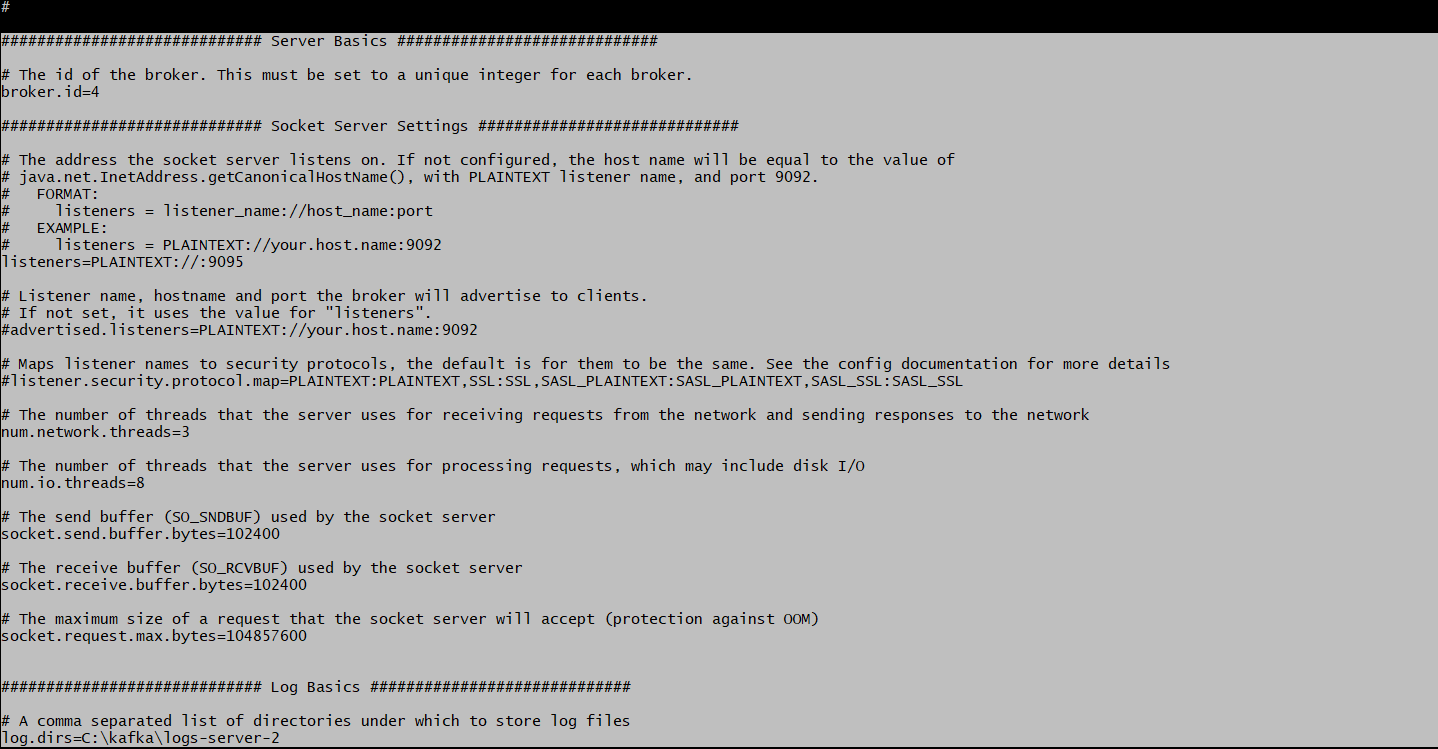 #
############################# Server Basics #############################
# The id of the broker. This must be set to a unique integer for each broker.
broker.id=4
############################# Socket Server Settings #############################
# The address the socket server listens on. If not configured, the host name will be equal to the value of
# java.net.InetAddress.getCanonicalHostName(), with PLAINTEXT listener name, and port 9092.
#   FORMAT:
#     listeners = listener_name://host_name:port
#   EXAMPLE:
#     listeners = PLAINTEXT://your.host.name:9092
listeners=PLAINTEXT://:9095
# Listener name, hostname and port the broker will advertise to clients.
# If not set, it uses the value for "listeners".
#advertised.listeners=PLAINTEXT://your.host.name:9092
# Maps listener names to security protocols, the default is for them to be the same. See the config documentation for more details
#listener.security.protocol.map=PLAINTEXT:PLAINTEXT,SSL:SSL,SASL_PLAINTEXT:SASL_PLAINTEXT,SASL_SSL:SASL_SSL
# The number of threads that the server uses for receiving requests from the network and sending responses to the network
num.network.threads=3
# The number of threads that the server uses for processing requests, which may include disk I/O
num.io.threads=8
# The send buffer (SO_SNDBUF) used by the socket server
socket.send.buffer.bytes=102400
# The receive buffer (SO_RCVBUF) used by the socket server
socket.receive.buffer.bytes=102400
# The maximum size of a request that the socket server will accept (protection against OOM)
socket.request.max.bytes=104857600
############################# Log Basics #############################
# A comma separated list of directories under which to store log files
log.dirs=C:\kafka\logs-server-2